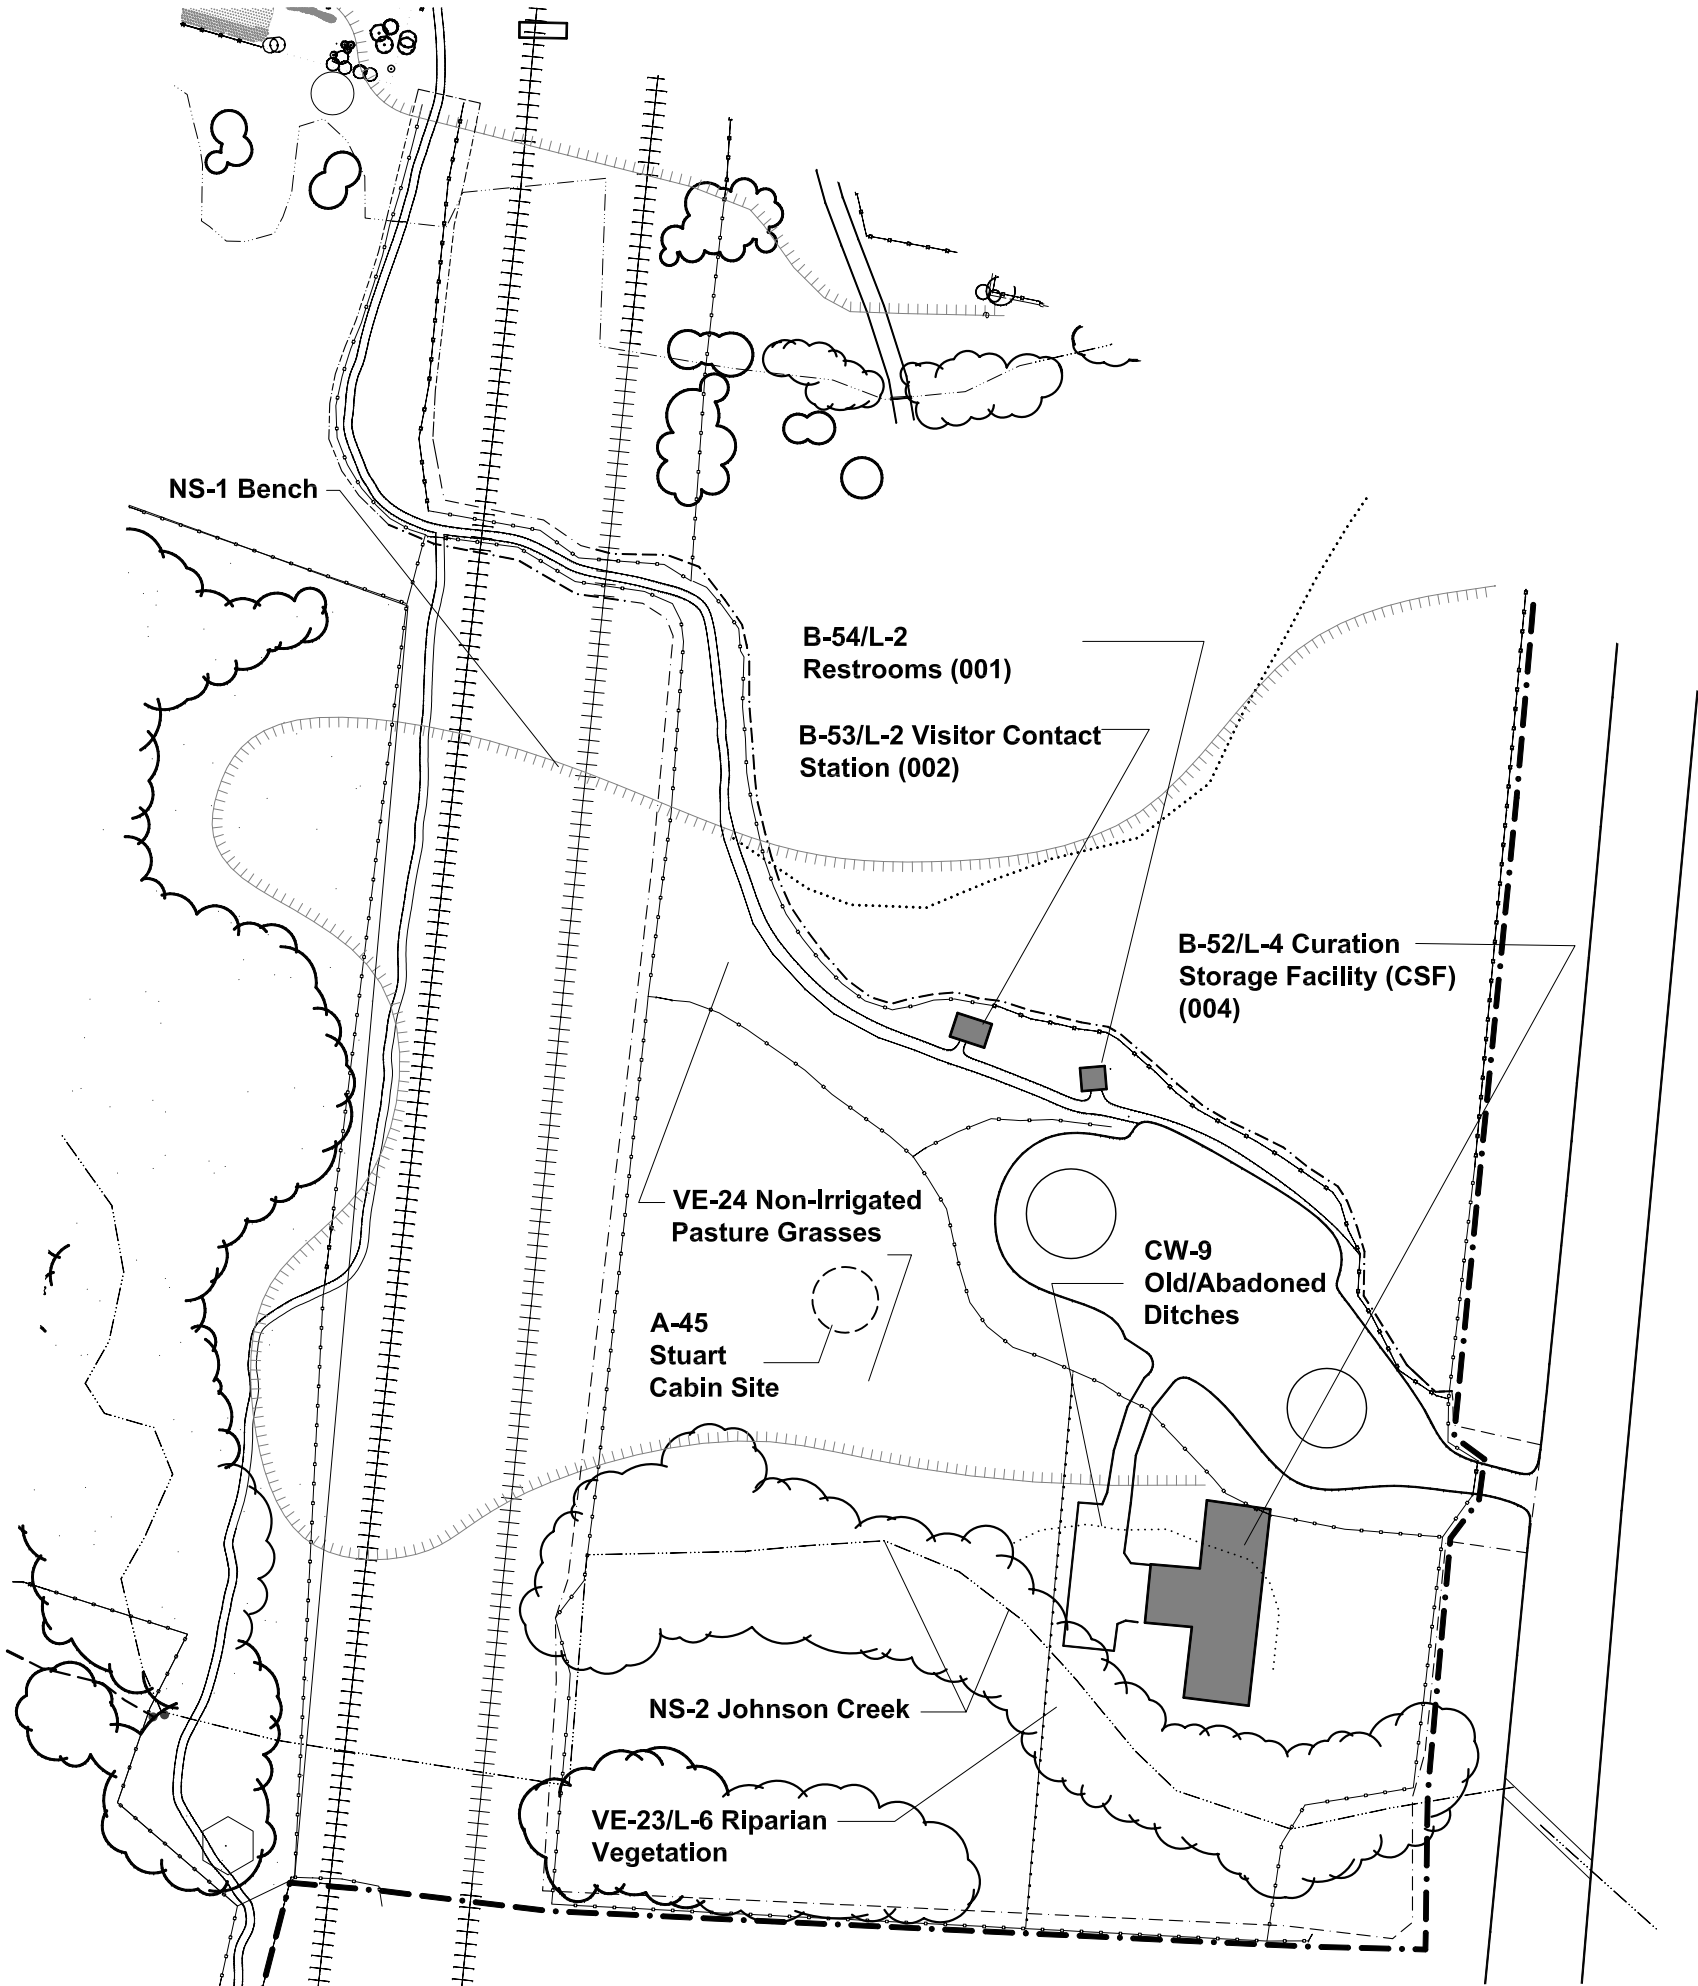 NS-1 Bench
B-54/L-2
Restrooms (001)
B-53/L-2 Visitor Contact
Station (002)
B-52/L-4 Curation
Storage Facility (CSF)
(004)
VE-24 Non-Irrigated
Pasture Grasses
CW-9
Old/Abadoned
Ditches
A-45
Stuart
Cabin Site
NS-2 Johnson Creek
VE-23/L-6 Riparian
Vegetation